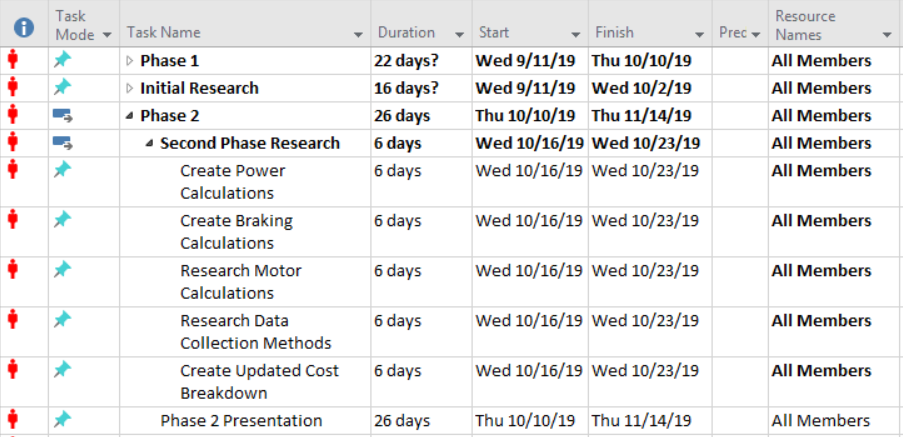 Task Mode Task Name Duration Start Finish Prec Resource Names
Phase 1 22 days? Wed 9/11/19 Thu 10/10/19 All Members
Initial Research 16 days? Wed 9/11/19 Wed 10/2/19 All Members
Phase 2 26 days Thu 10/10/19 Thu 11/14/19 All Members
Second Phase Research 6 days Wed 10/16/19 Wed 10/23/19 All Members
Create Power Calculations 6 days Wed 10/16/19 Wed 10/23/19 All Members
Create Braking Calculations 6 days Wed 10/16/19 Wed 10/23/19 All Members
Research Motor Calculations 6 days Wed 10/16/19 Wed 10/23/19 All Members
Research Data Collection Methods 6 days Wed 10/16/19 Wed 10/23/19 All Members
Create Updated Cost Breakdown 6 days Wed 10/16/19 Wed 10/23/19 All Members
Phase 2 Presentation 26 days Thu 10/10/19 Thu 11/14/19 All Members